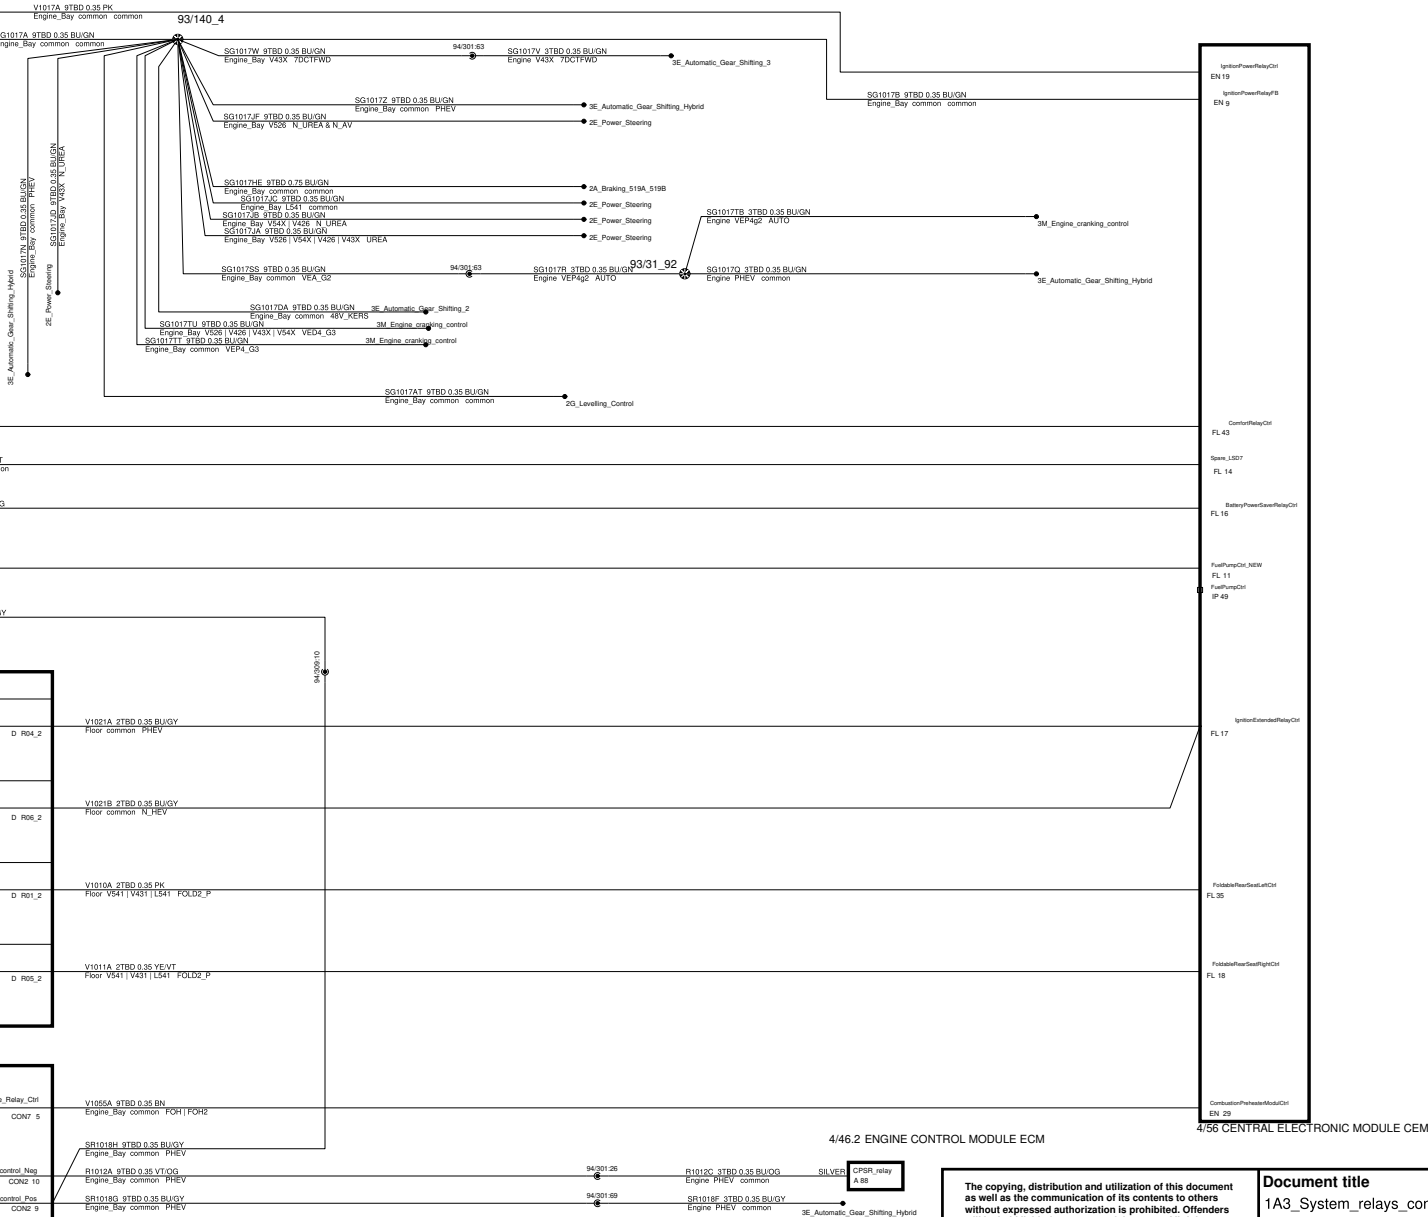 V1017A 9TBD 0.35 PK
Engine_Bay common common
93/140_4
SG1017A 9TBD 0.35 BU/GN
ngine_Bay common common
SG1017W 9TBD 0.35 BU/GN
Engine_Bay V43X 7DCTFWD
94/301:63
SG1017V 3TBD 0.35 BU/GN
Engine V43X 7DCTFWD
3E_Automatic_Gear_Shifting_3
IgnitionPowerRelayCtrl
EN 19
SG1017B 9TBD 0.35 BU/GN
Engine_Bay common common
IgnitionPowerRelayFB
EN 9
SG1017Z 9TBD 0.35 BU/GN
Engine_Bay common PHEV
3E_Automatic_Gear_Shifting_Hybrid
SG1017JF 9TBD 0.35 BU/GN
Engine_Bay V526 N_UREA & N_AV
2E_Power_Steering
SG1017N 9TBD 0.35 BU/GN
Engine_Bay common PHEV
3E_Automatic_Gear_Shifting_Hybrid
SG1017JD 9TBD 0.35 BU/GN
Engine_Bay V43X N_UREA
2E_Power_Steering
SG1017HE 9TBD 0.75 BU/GN
Engine_Bay common common
2A_Braking_519A_519B
SG1017JC 9TBD 0.35 BU/GN
Engine_Bay L541 common
2E_Power_Steering
SG1017JB 9TBD 0.35 BU/GN
Engine_Bay V54X | V426 N_UREA
2E_Power_Steering
SG1017JA 9TBD 0.35 BU/GN
Engine_Bay V526 | V54X | V426 | V43X UREA
2E_Power_Steering
SG1017TB 3TBD 0.35 BU/GN
Engine VEP4g2 AUTO
3M_Engine_cranking_control
SG1017SS 9TBD 0.35 BU/GN
Engine_Bay common VEA_G2
94/301:63
SG1017R 3TBD 0.35 BU/GN
Engine VEP4g2 AUTO
93/31_92
SG1017Q 3TBD 0.35 BU/GN
Engine PHEV common
3E_Automatic_Gear_Shifting_Hybrid
SG1017DA 9TBD 0.35 BU/GN
Engine_Bay common 48V_KERS
3E_Automatic_Gear_Shifting_2
SG1017TU 9TBD 0.35 BU/GN
Engine_Bay V526 | V426 | V43X | V54X VED4_G3
3M_Engine_cranking_control
SG1017TT 9TBD 0.35 BU/GN
Engine_Bay common VEP4_G3
3M_Engine_cranking_control
SG1017AT 9TBD 0.35 BU/GN
Engine_Bay common common
2G_Levelling_Control
ComfortRelayCtrl
FL 43
T
on
Spare_LSD7
FL 14
G
BatteryPowerSaverRelayCtrl
FL 16
FuelPumpCtrl_NEW
FL 11
FuelPumpCtrl
IP 49
GY
94/309:10
V1021A 2TBD 0.35 BU/GY
Floor common PHEV
D R04_2
IgnitionExtendedRelayCtrl
FL 17
V1021B 2TBD 0.35 BU/GY
Floor common N_HEV
D R06_2
V1010A 2TBD 0.35 PK
Floor V541 | V431 | L541 FOLD2_P
D R01_2
FoldableRearSeatLeftCtrl
FL 35
V1011A 2TBD 0.35 YE/VT
Floor V541 | V431 | L541 FOLD2_P
D R05_2
FoldableRearSeatRightCtrl
FL 18
e_Relay_Ctrl
CON7 5
V1055A 9TBD 0.35 BN
Engine_Bay common FOH | FOH2
CombustionPreheaterModulCtrl
EN 29
4/56 CENTRAL ELECTRONIC MODULE CEM
SR1018H 9TBD 0.35 BU/GY
Engine_Bay common PHEV
4/46.2 ENGINE CONTROL MODULE ECM
control_Neg
CON2 10
R1012A 9TBD 0.35 VT/OG
Engine_Bay common PHEV
94/301:26
R1012C 3TBD 0.35 BU/OG
Engine PHEV common
SILVER
CPSR_relay
A 88
control_Pos
CON2 9
SR1018G 9TBD 0.35 BU/GY
Engine_Bay common PHEV
94/301:69
SR1018F 3TBD 0.35 BU/GY
Engine PHEV common
3E_Automatic_Gear_Shifting_Hybrid
The copying, distribution and utilization of this document
as well as the communication of its contents to others
without expressed authorization is prohibited. Offenders
Document title
1A3_System_relays_con